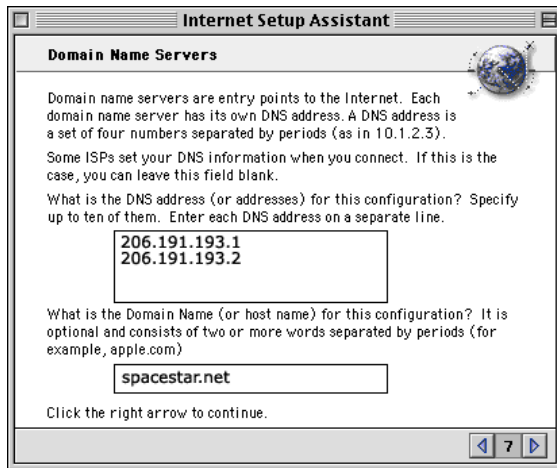 Internet Setup Assistant
Domain Name Servers
Domain name servers are entry points to the Internet. Each
domain name server has its own DNS address. A DNS address is
a set of four numbers separated by periods (as in 10.1.2.3).
Some ISPs set your DNS information when you connect. If this is the
case, you can leave this field blank.
What is the DNS address (or addresses) for this configuration? Specify
up to ten of them. Enter each DNS address on a separate line.
206.191.193.1
206.191.193.2
What is the Domain Name (or host name) for this configuration? It is
optional and consists of two or more words separated by periods (for
example, apple.com)
spacestar.net
Click the right arrow to continue.
7